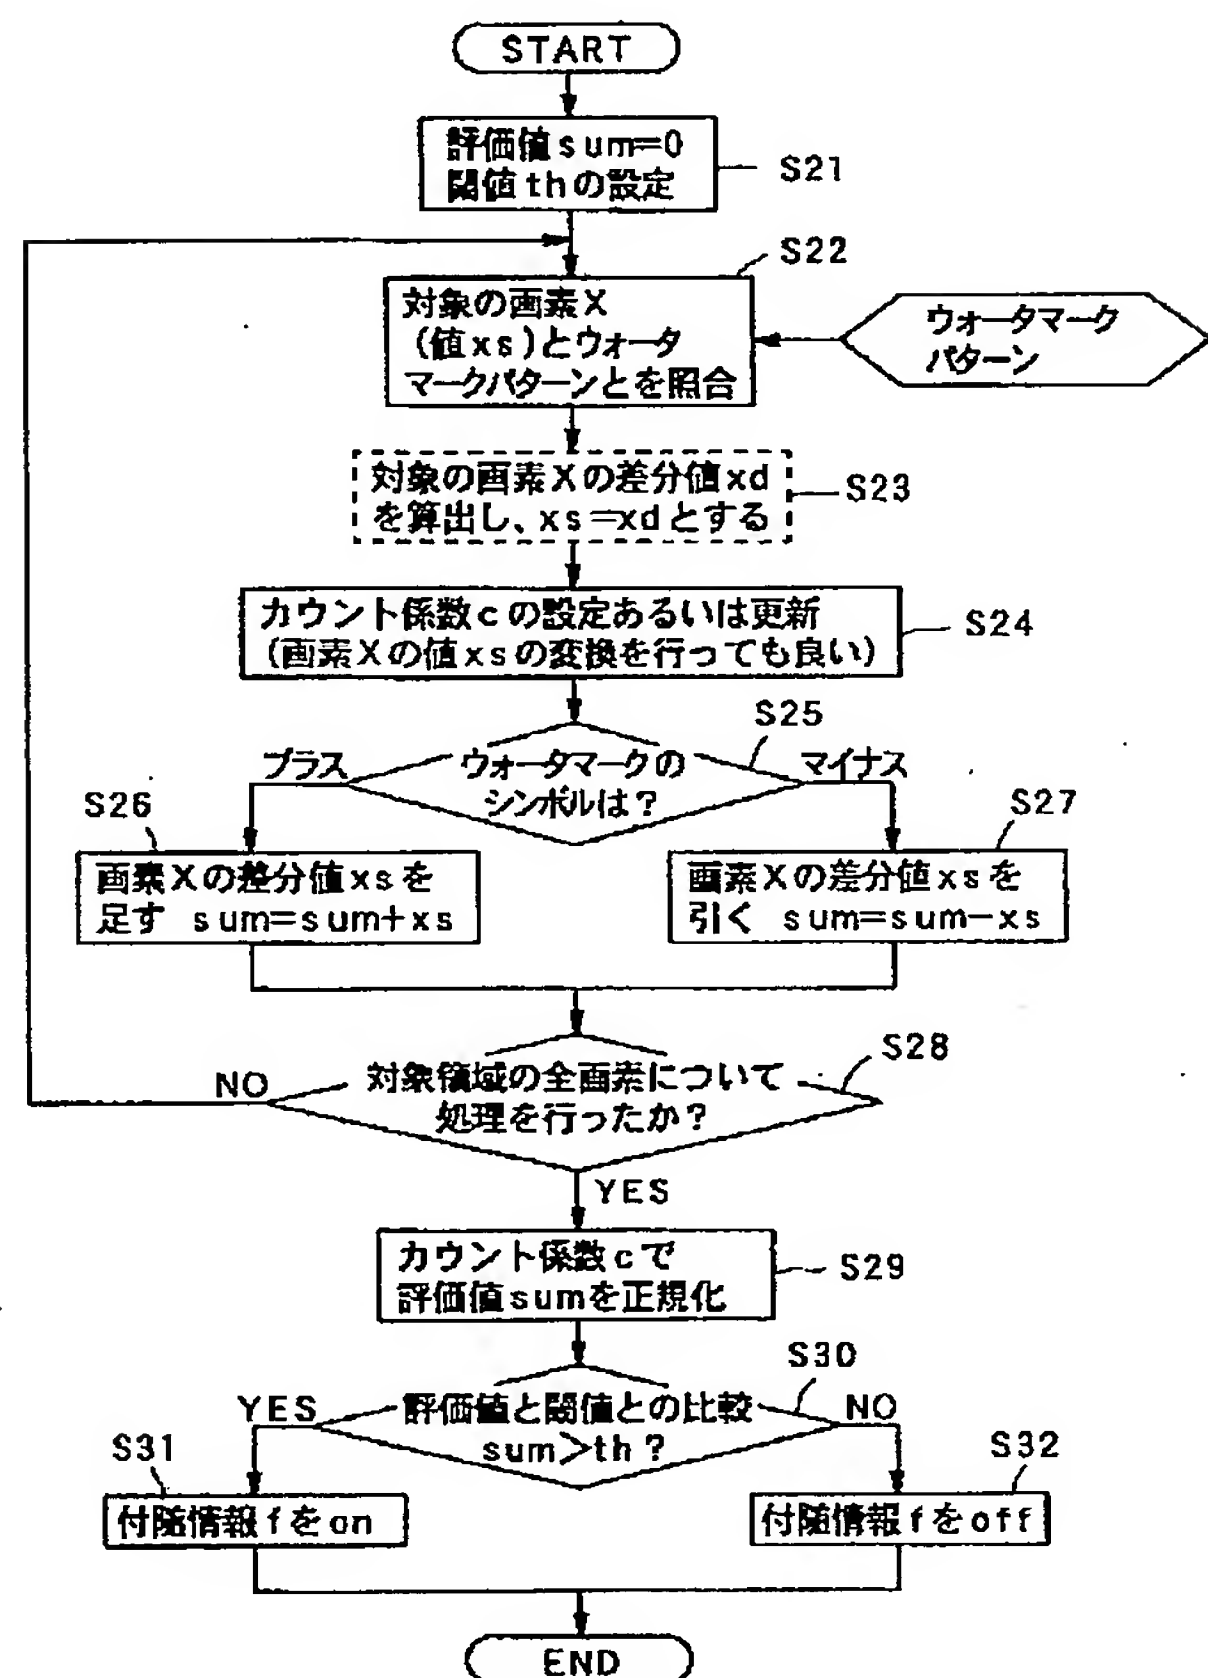 START
評価値sum=0
閾値thの設定
S21
S22
対象の画素X
(値xs)とウォータ
マークパターンとを照合
ウォータマーク
パターン
対象の画素Xの差分値xd
を算出し、xs=xdとする
S23
カウント係数cの設定あるいは更新
(画素Xの値xsの変換を行っても良い)
S24
S25
プラス
ウォータマークの
シンボルは?
マイナス
S26
S27
画素Xの差分値xsを
足す sum=sum+xs
画素Xの差分値xsを
引く sum=sum-xs
S28
NO
対象領域の全画素について
処理を行ったか?
YES
カウント係数cで
評価値sumを正規化
S29
S30
YES
評価値と閾値との比較
sum>th?
NO
S31
S32
付随情報fをon
付随情報fをoff
END